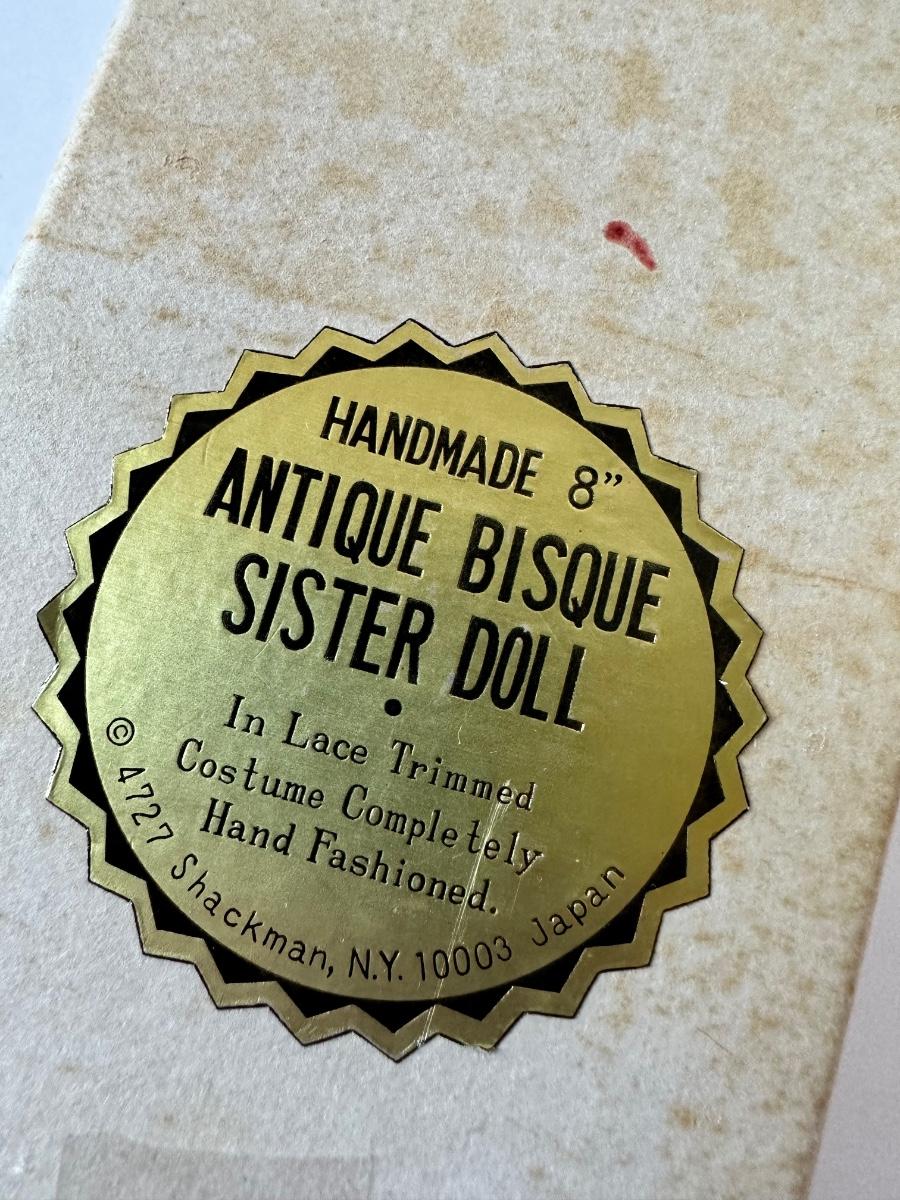 HANDMADE 8”
ANTIQUE BISQUE
SISTER DOLL
•
In Lace Trimmed
Costume Completely
Hand Fashioned.
© 4727 Shackman, N.Y. 10003 Japan